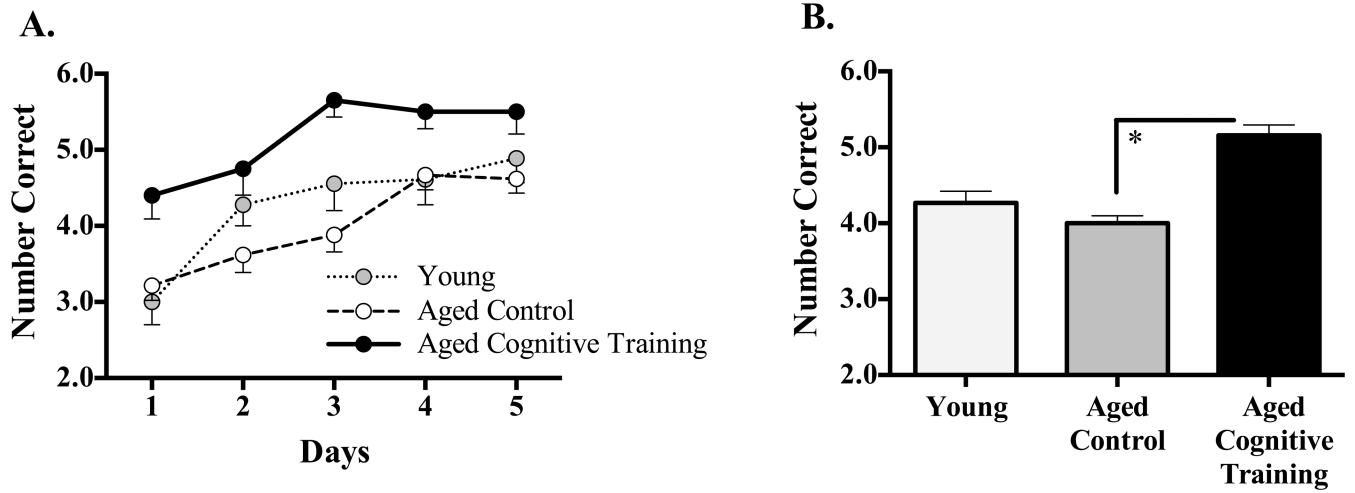 A.
Number Correct
6.0
5.0
4.0
3.0
2.0
1 2 3 4 5
Days
Young
Aged Control
Aged Cognitive Training
B.
Number Correct
6.0
5.0
4.0
3.0
2.0
*
Young
Aged
Control
Aged
Cognitive
Training